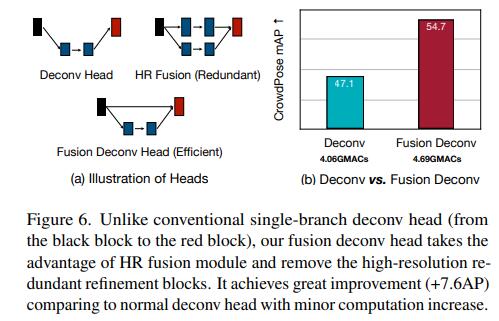 Deconv Head
HR Fusion (Redundant)
Fusion Deconv Head (Efficient)
(a) Illustration of Heads
CrowdPose mAP ↑
47.1
54.7
Deconv
4.06GMACs
Fusion Deconv
4.69GMACs
(b) Deconv vs. Fusion Deconv
Figure 6. Unlike conventional single-branch deconv head (from
the black block to the red block), our fusion deconv head takes the
advantage of HR fusion module and remove the high-resolution re-
dundant refinement blocks. It achieves great improvement (+7.6AP)
comparing to normal deconv head with minor computation increase.